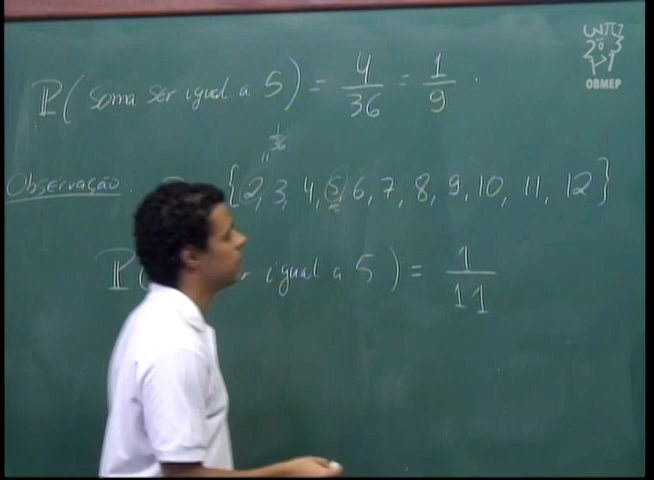 OBMEP
P( soma ser igual a 5) = 4/36 = 1/9 .
1/36
"
Observação. {2, 3, 4, 5, 6, 7, 8, 9, 10, 11, 12}
P( igual a 5) = 1/11